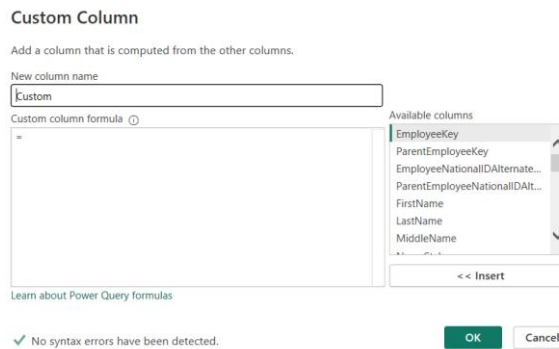 Custom Column
Add a column that is computed from the other columns.
New column name
Custom
Custom column formula
=
Available columns
EmployeeKey
ParentEmployeeKey
EmployeeNationalIDAlternate...
ParentEmployeeNationalIDAlt...
FirstName
LastName
MiddleName
<< Insert
Learn about Power Query formulas
No syntax errors have been detected.
OK
Cancel